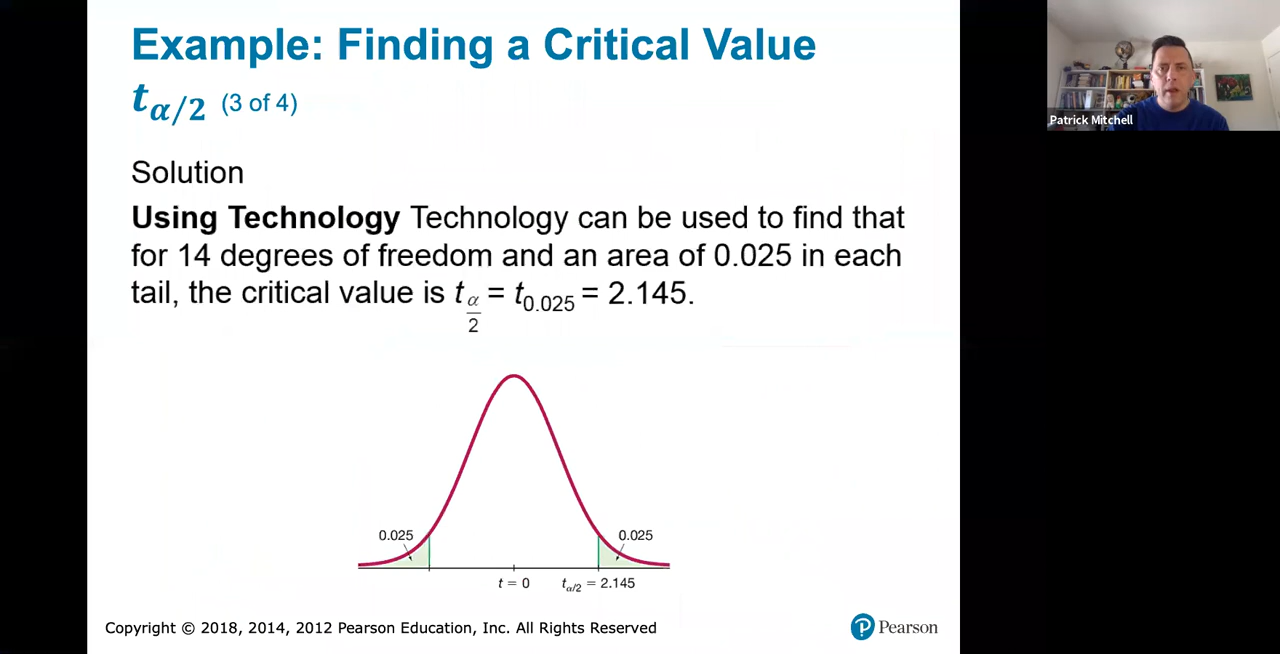 Example: Finding a Critical Value
t α/2 (3 of 4)
Patrick Mitchell
Solution
Using Technology Technology can be used to find that
for 14 degrees of freedom and an area of 0.025 in each
tail, the critical value is t α/2 = t0.025 = 2.145.
0.025
0.025
t = 0
tα/2 = 2.145
Copyright © 2018, 2014, 2012 Pearson Education, Inc. All Rights Reserved
P Pearson